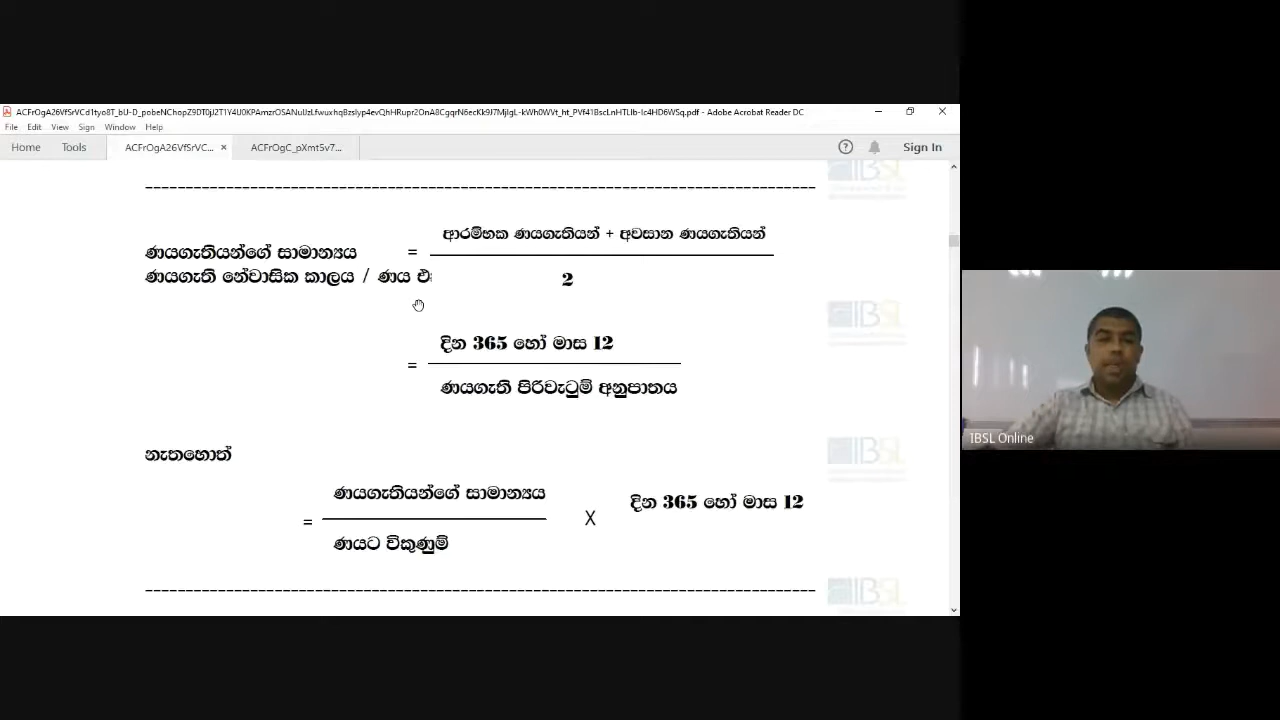 File Edit View Sign Window Help
Home Tools ACFrOgA26VfSrVC... × ACFrOgC_pXmt5v7... Sign In
--------------------------------------------------------------------------------
ආරම්භක ණයගැතියන් + අවසාන ණයගැතියන්
ණයගැතියන්ගේ සාමාන්‍යය =
ණයගැති නේවාසික කාලය / ණය
2
දින 365 හෝ මාස 12
=
ණයගැති පිරිවැටුම් අනුපාතය
නැතහොත්
ණයගැතියන්ගේ සාමාන්‍යය
= X දින 365 හෝ මාස 12
ණයට විකුණුම්
--------------------------------------------------------------------------------
IBSL Online